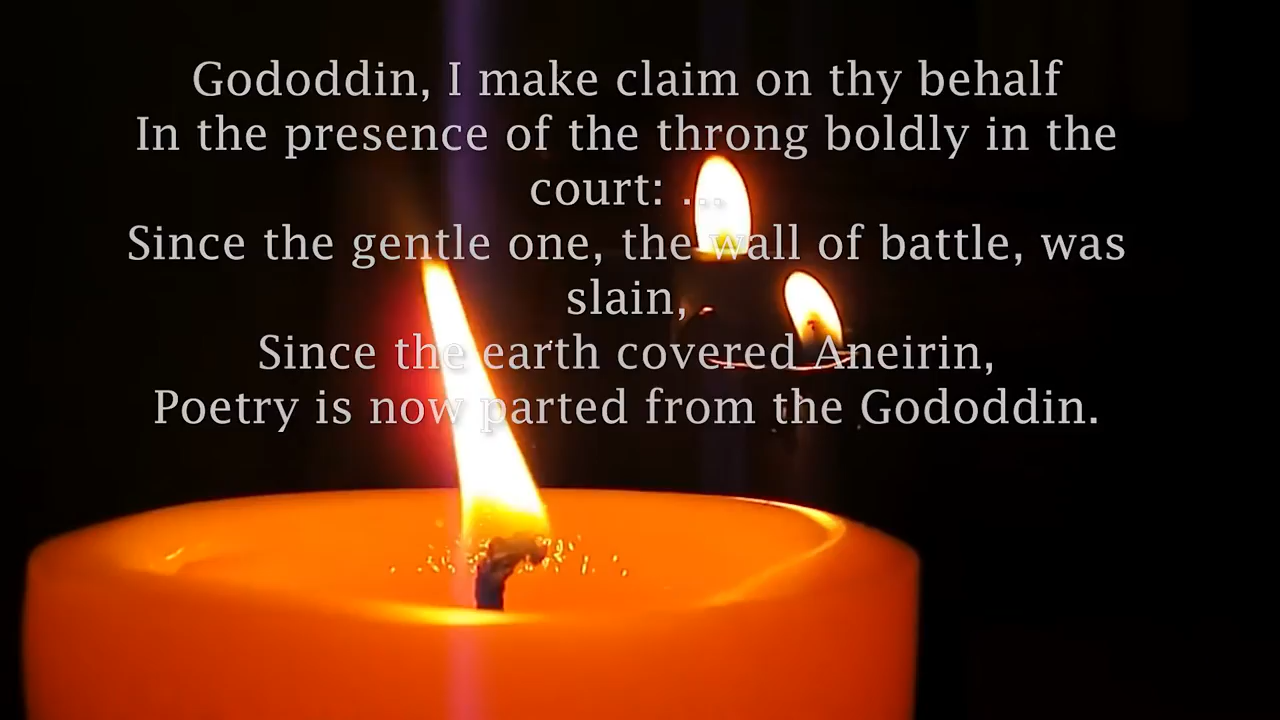 Gododdin, I make claim on thy behalf
In the presence of the throng boldly in the
court: ...
Since the gentle one, the wall of battle, was
slain,
Since the earth covered Aneirin,
Poetry is now parted from the Gododdin.